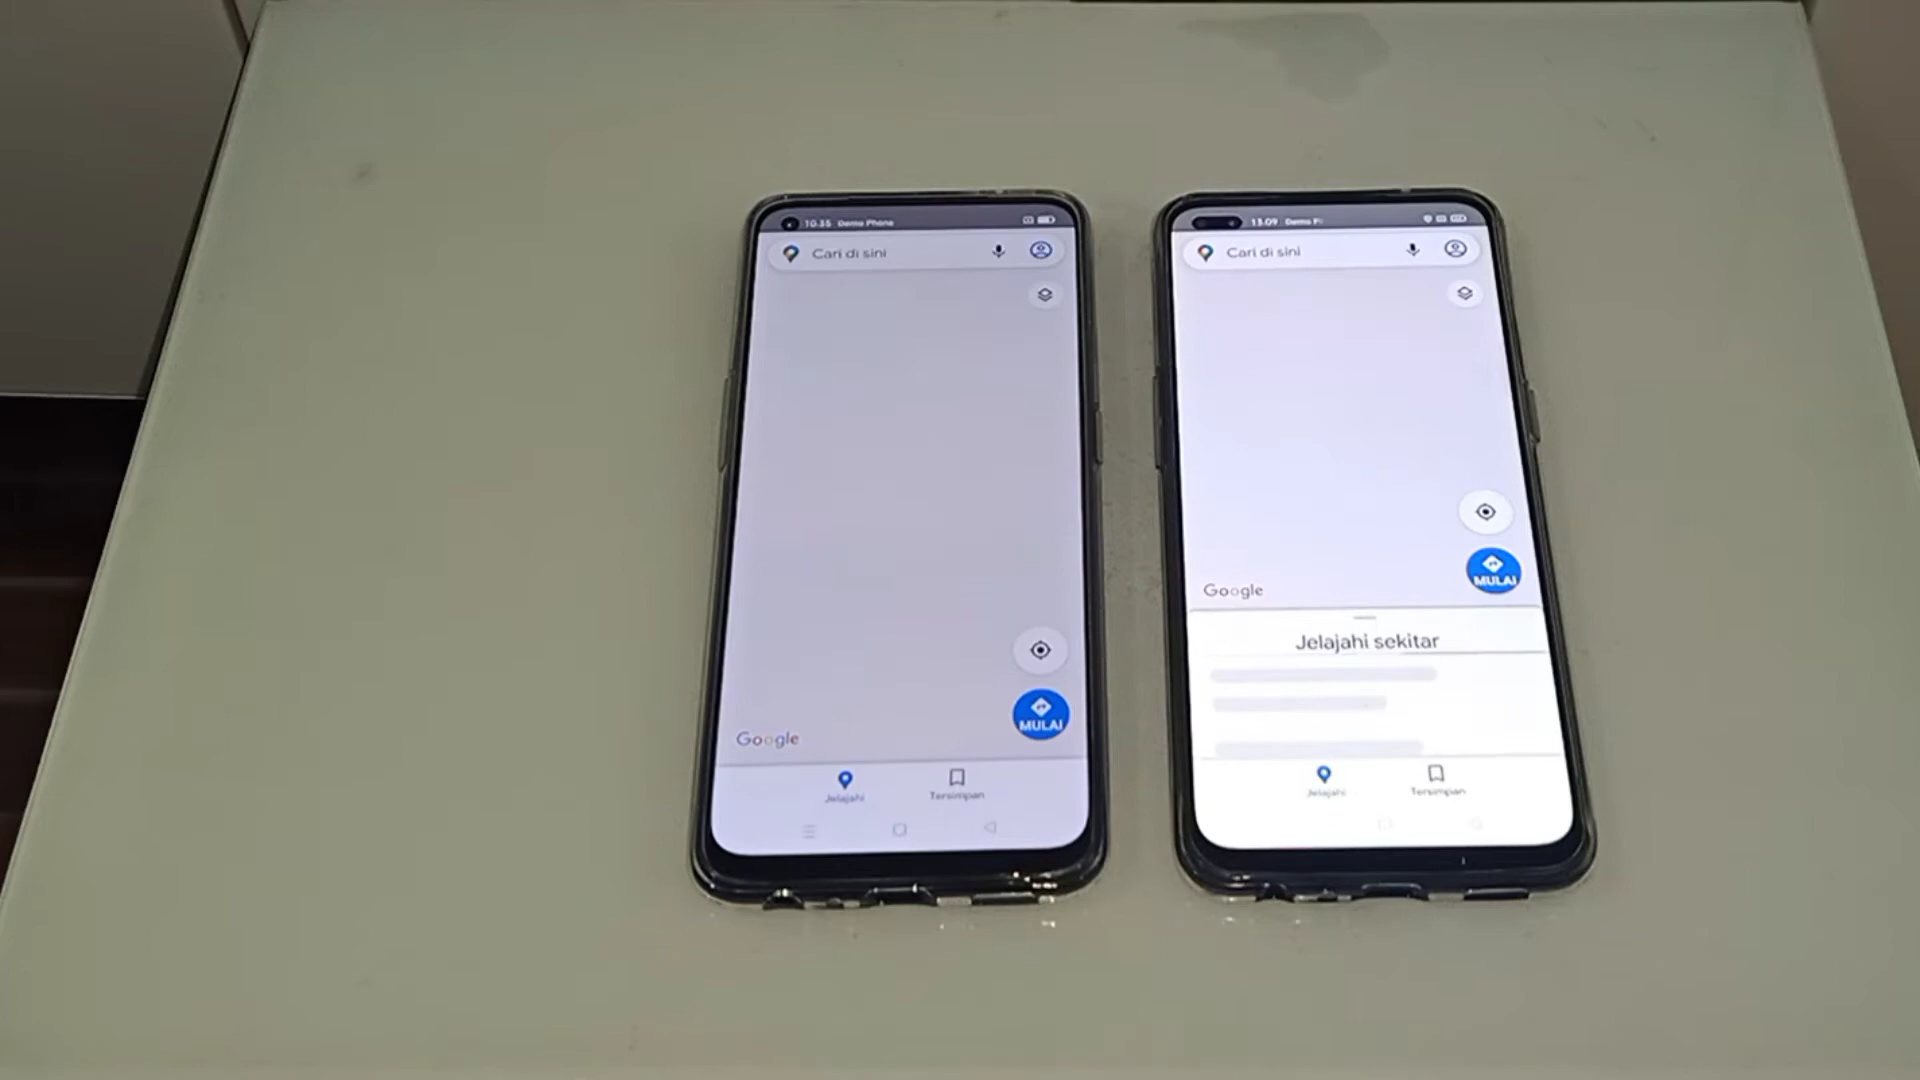 10.35 Demo Phone
Cari di sini
MULAI
Google
Jelajahi
Tersimpan
13.09 Demo
Cari di sini
MULAI
Google
Jelajahi sekitar
Jelajahi
Tersimpan